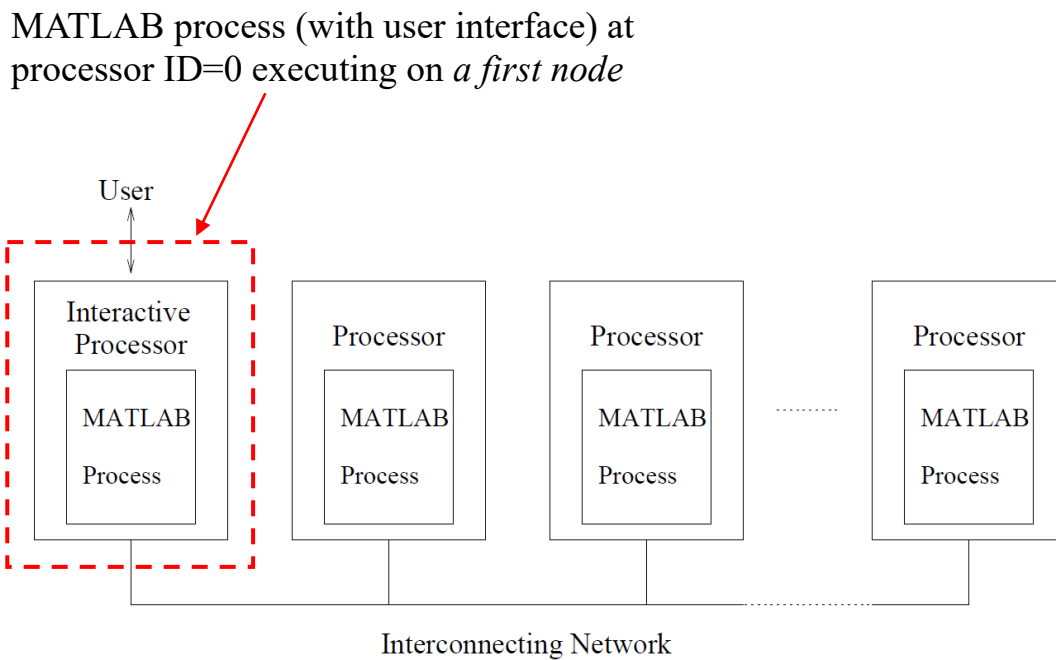 MATLAB process (with user interface) at
processor ID=0 executing on a first node
User
Interactive
Processor
MATLAB
Process
Processor
MATLAB
Process
Processor
MATLAB
Process
Processor
MATLAB
Process
Interconnecting Network